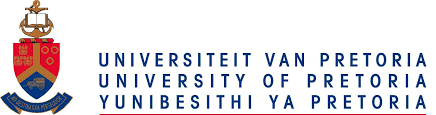 UNIVERSITEIT VAN PRETORIA
UNIVERSITY OF PRETORIA
YUNIBESITHI YA PRETORIA